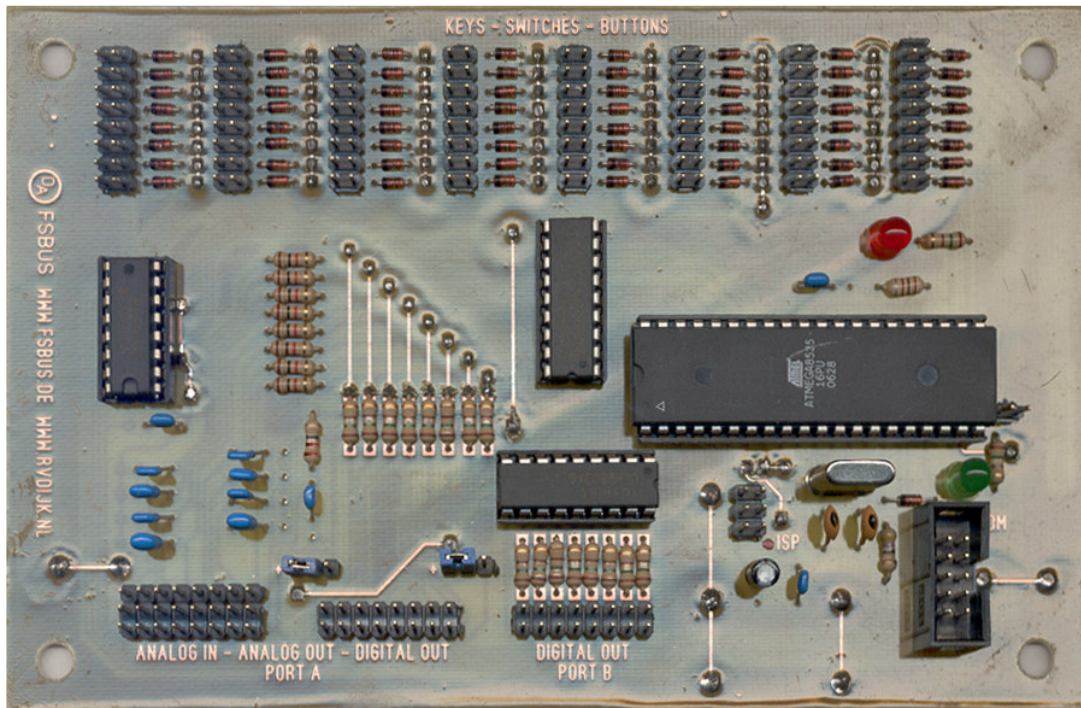 KEYS - SWITCHES - BUTTONS
FSBUS WWW.FSBUS.DE WWW.RVDIJK.NL
ATMEL
ATMEGA8535
16PU
0628
ISP
ANALOG IN - ANALOG OUT - DIGITAL OUT
PORT A
DIGITAL OUT
PORT B